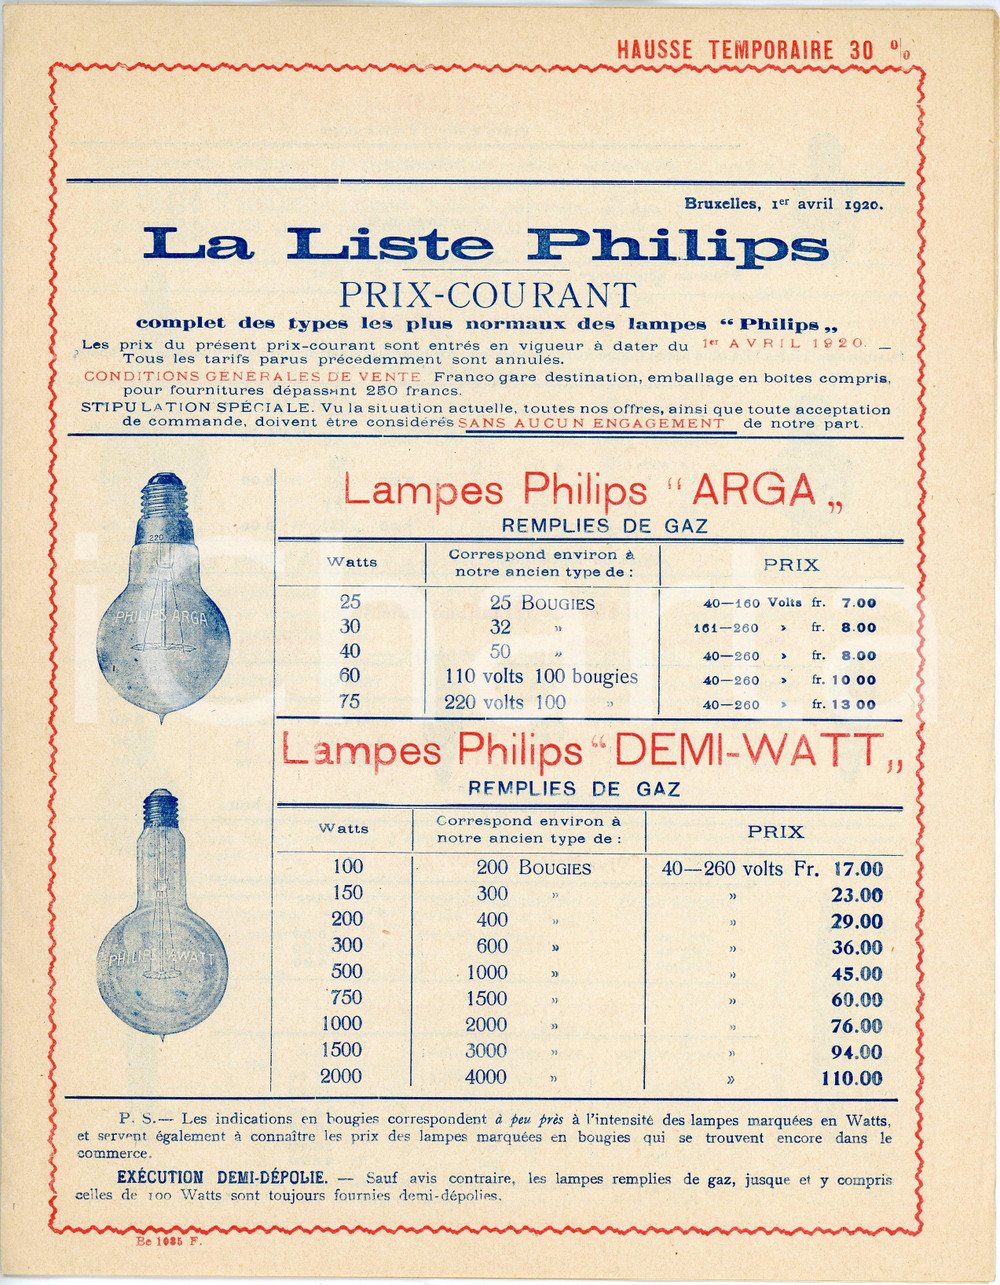 HAUSSE TEMPORAIRE 30 %
Bruxelles, 1er avril 1920.
La Liste Philips
PRIX-COURANT
complet des types les plus normaux des lampes “ Philips „
Les prix du présent prix-courant sont entrés en vigueur à dater du 1er AVRIL 1920. —
Tous les tarifs parus précedemment sont annulés.
CONDITIONS GÉNÉRALES DE VENTE Franco gare destination, emballage en boîtes compris,
pour fournitures dépassant 250 francs.
STIPULATION SPÉCIALE. Vu la situation actuelle, toutes nos offres, ainsi que toute acceptation
de commande, doivent être considérés SANS AUCUN ENGAGEMENT de notre part.
Lampes Philips “ ARGA „
REMPLIES DE GAZ
Watts Correspond environ à notre ancien type de : PRIX
25 25 BOUGIES 40—160 Volts fr. 7.00
30 32 » 161—260 » fr. 8.00
40 50 » 40—260 » fr. 8.00
60 110 volts 100 bougies 40—260 » fr. 10 00
75 220 volts 100 » 40—260 » fr. 13 00
220
PHILIPS ARGA
Lampes Philips “ DEMI-WATT „
REMPLIES DE GAZ
Watts Correspond environ à notre ancien type de : PRIX
100 200 BOUGIES 40—260 volts Fr. 17.00
150 300 » » 23.00
200 400 » » 29.00
300 600 » » 36.00
500 1000 » » 45.00
750 1500 » » 60.00
1000 2000 » » 76.00
1500 3000 » » 94.00
2000 4000 » » 110.00
PHILIPS ½ WATT
P. S.— Les indications en bougies correspondent à peu près à l'intensité des lampes marquées en Watts,
et servent également à connaître les prix des lampes marquées en bougies qui se trouvent encore dans le
commerce.
EXÉCUTION DEMI-DÉPOLIE. — Sauf avis contraire, les lampes remplies de gaz, jusque et y compris
celles de 100 Watts sont toujours fournies demi-dépolies.
Be 1035 F.